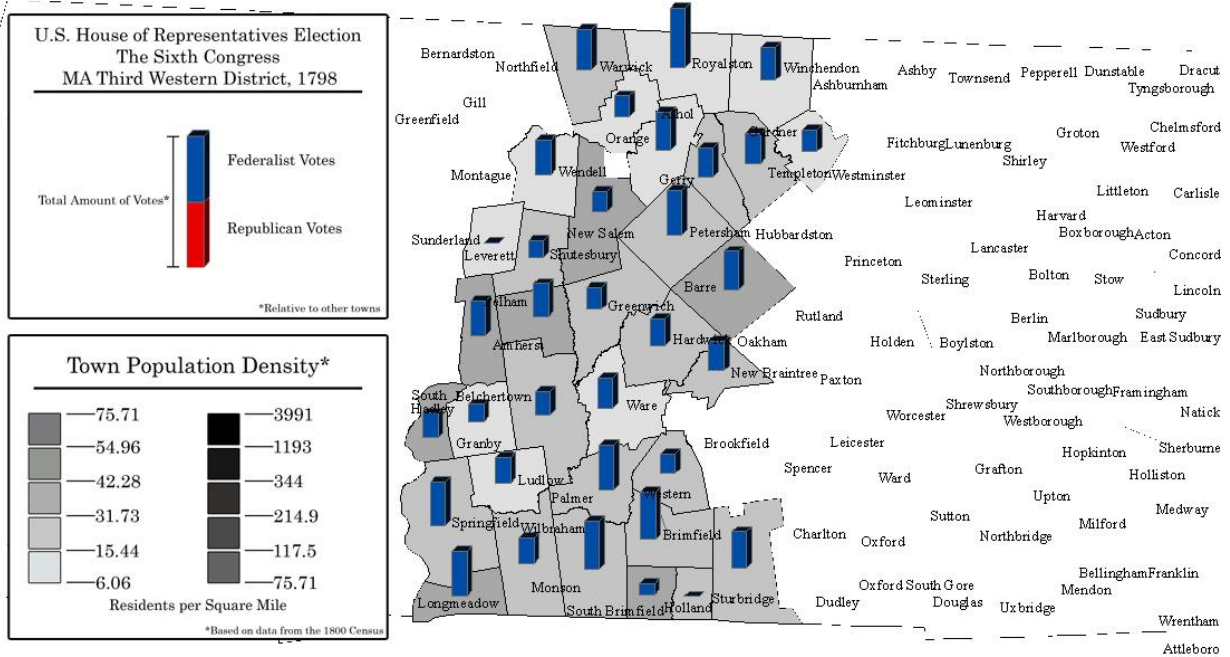 U.S. House of Representatives Election
The Sixth Congress
MA Third Western District, 1798
Federalist Votes
Total Amount of Votes*
Republican Votes
*Relative to other towns
Town Population Density*
75.71
54.96
42.28
31.73
15.44
6.06
3991
1193
344
214.9
117.5
75.71
Residents per Square Mile
*Based on data from the 1800 Census
Bernardston
Northfield
Warwick
Royalston
Winchendon
Ashburnham
Ashby
Townsend
Pepperell
Dunstable
Dracut
Tyngsborough
Gill
Greenfield
Orange
Athol
Gardner
Fitchburg
Lunenburg
Groton
Chelmsford
Westford
Shirley
Montague
Wendell
Gerry
Templeton
Westminster
Littleton
Carlisle
Leominster
Harvard
Boxborough
Acton
Sunderland
Leverett
New Salem
Shutesbury
Petersham
Hubbardston
Lancaster
Concord
Princeton
Sterling
Bolton
Stow
Lincoln
Pelham
Greenwich
Barre
Rutland
Berlin
Sudbury
Amherst
Hardwick
Oakham
Holden
Boylston
Marlborough
East Sudbury
New Braintree
Paxton
Northborough
Southborough
Framingham
South
Hadley
Belchertown
Ware
Worcester
Shrewsbury
Westborough
Natick
Granby
Brookfield
Leicester
Hopkinton
Sherburne
Ludlow
Palmer
Western
Spencer
Ward
Grafton
Holliston
Upton
Medway
Springfield
Wilbraham
Brimfield
Charlton
Oxford
Sutton
Northbridge
Milford
Monson
Longmeadow
South Brimfield
Holland
Sturbridge
Dudley
Oxford South Gore
Douglas
Uxbridge
Mendon
Bellingham
Franklin
Wrentham
Attleboro